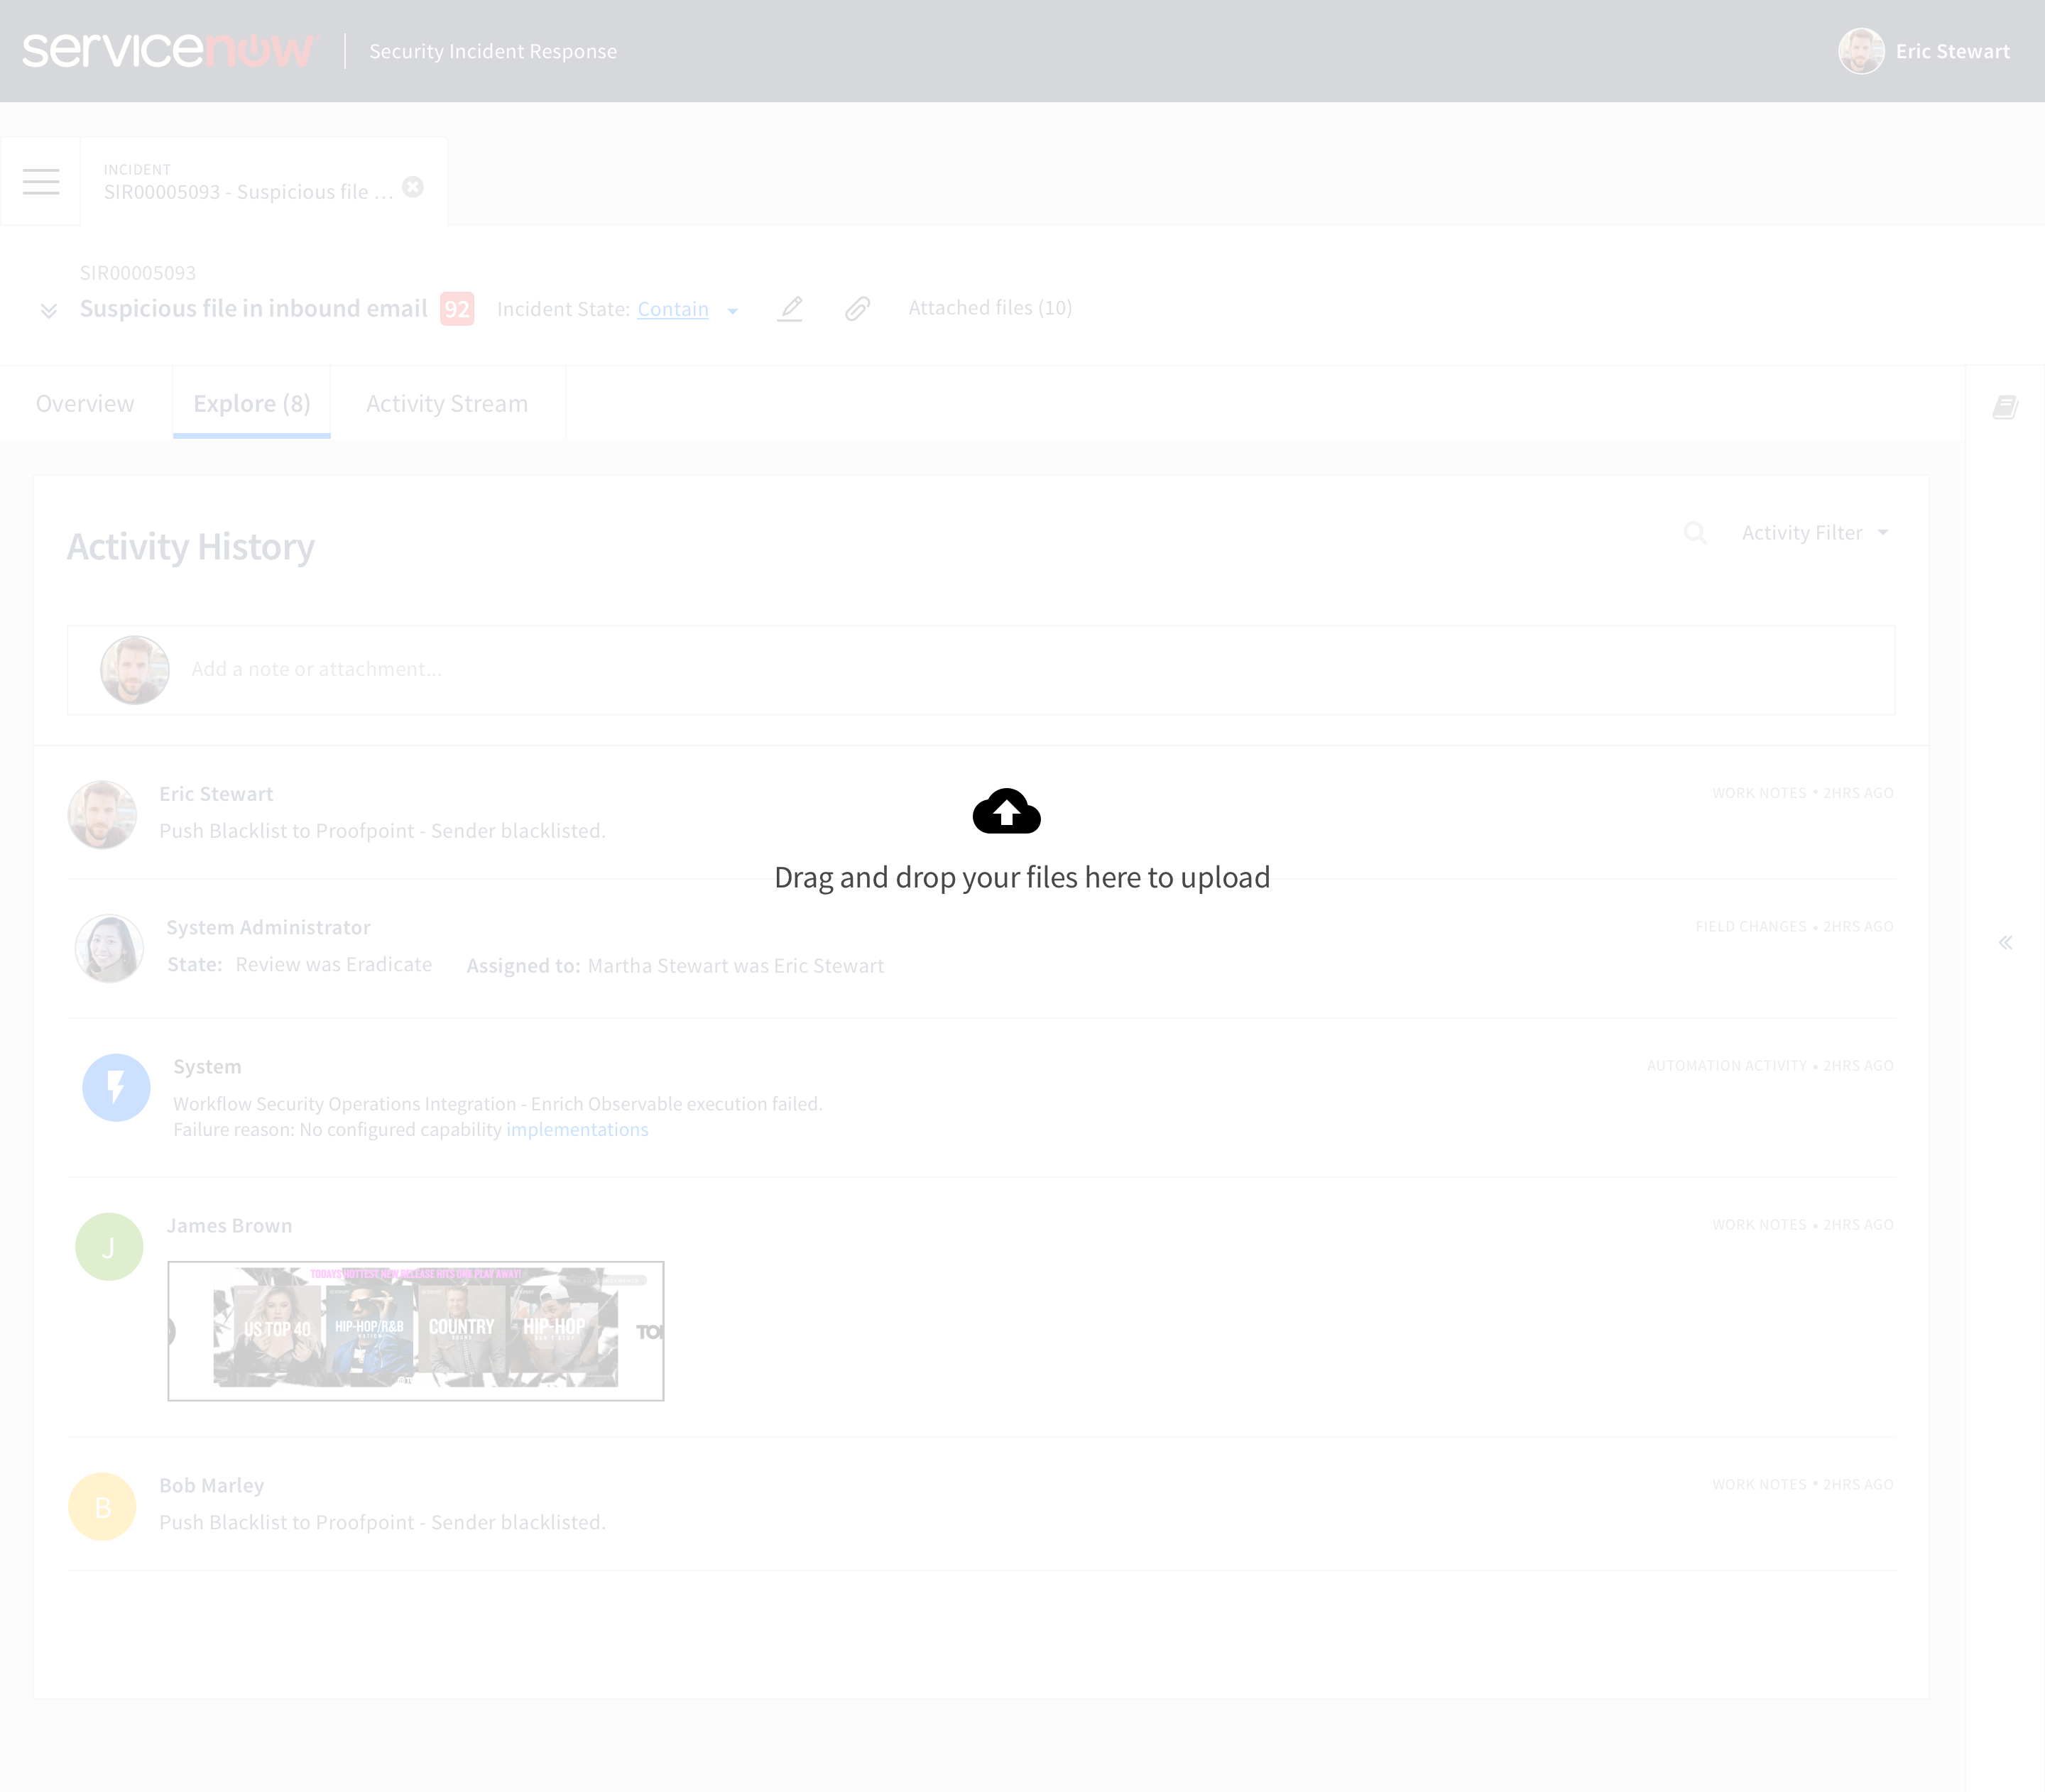 servicenow Security Incident Response Eric Stewart
INCIDENT
SIR00005093 - Suspicious file ...
SIR00005093
Suspicious file in inbound email 92 Incident State: Contain Attached files (10)
Overview Explore (8) Activity Stream
Activity History Activity Filter
Add a note or attachment...
Eric Stewart WORK NOTES • 2HRS AGO
Push Blacklist to Proofpoint - Sender blacklisted.
Drag and drop your files here to upload
System Administrator FIELD CHANGES • 2HRS AGO
State: Review was Eradicate Assigned to: Martha Stewart was Eric Stewart
System AUTOMATION ACTIVITY • 2HRS AGO
Workflow Security Operations Integration - Enrich Observable execution failed.
Failure reason: No configured capability implementations
J James Brown WORK NOTES • 2HRS AGO
TODAYS HOTTEST NEW RELEASE HITS ONE PLAY AWAY!
US TOP 40 HIP-HOP/R&B COUNTRY HIP-HOP
NATION
B Bob Marley WORK NOTES • 2HRS AGO
Push Blacklist to Proofpoint - Sender blacklisted.